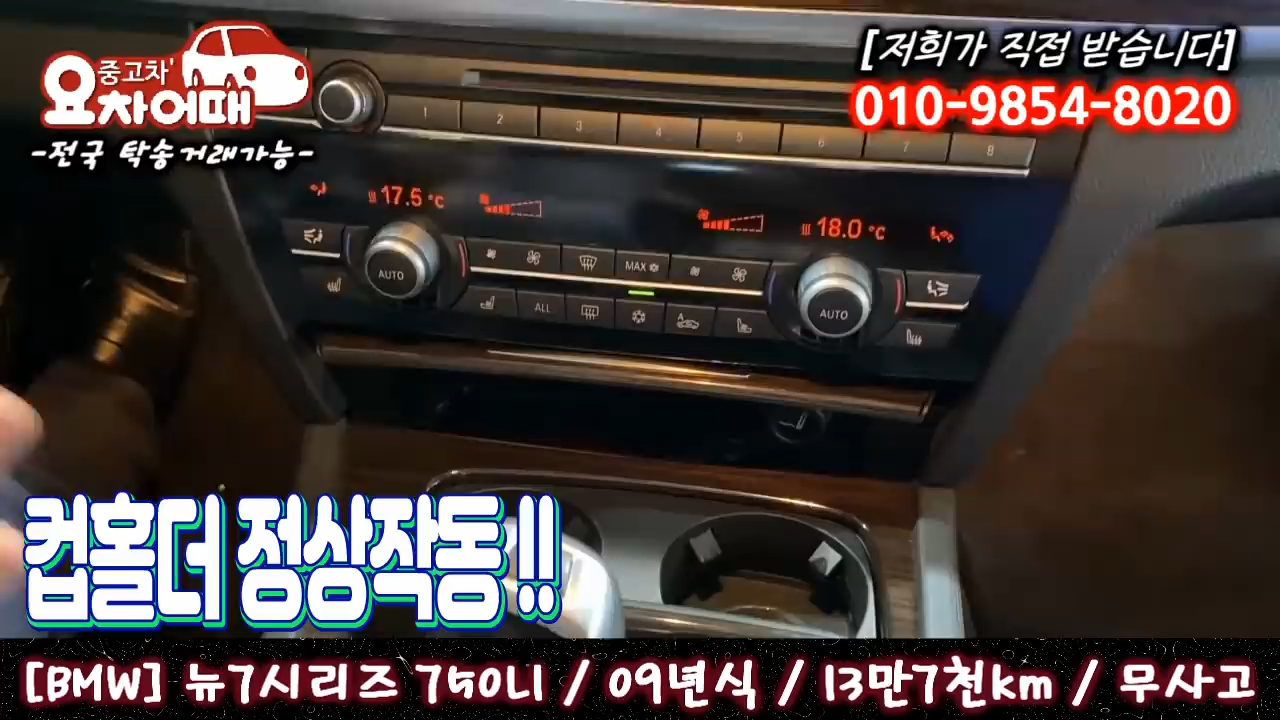 중고차'
요차어때
-전국 탁송거래가능-
[저희가 직접 받습니다]
010-9854-8020
1 2 3 4 5 6 7 8
17.5 °C
18.0 °C
AUTO
MAX
AUTO
ALL
A
컵홀더 정상작동!!
[BMW] 뉴7시리즈 750Li / 09년식 / 13만7천km / 무사고